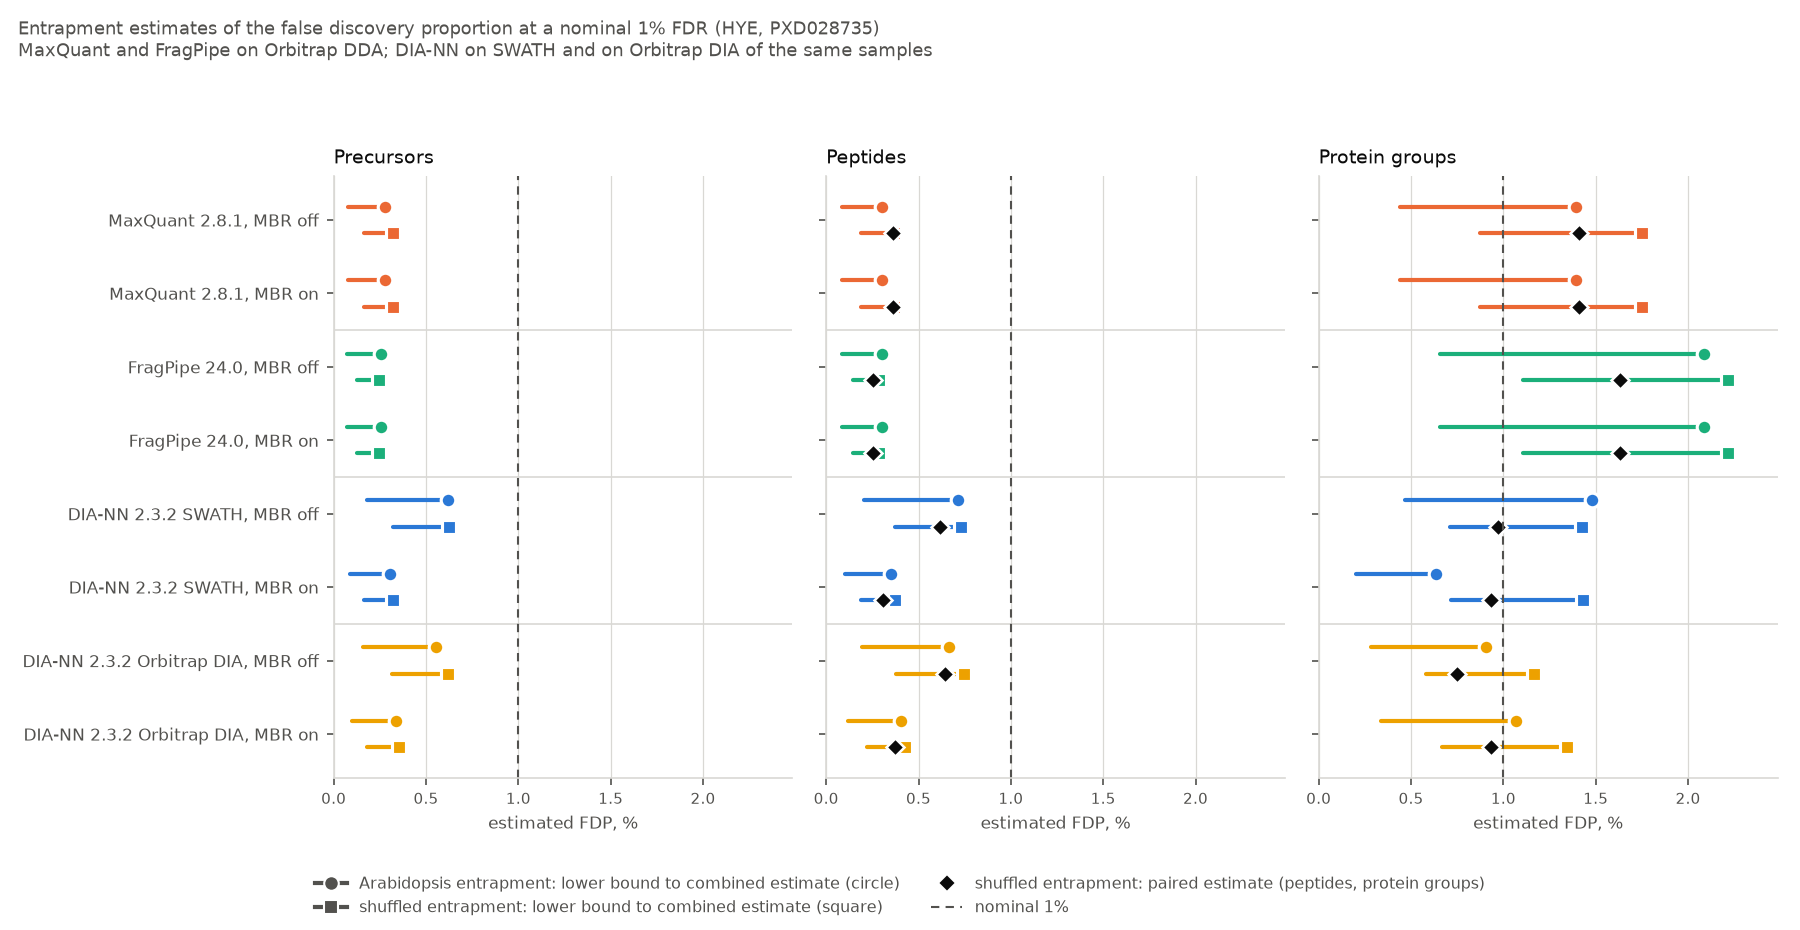 Entrapment estimates of the false discovery proportion at a nominal 1% FDR (HYE, PXD028735)
MaxQuant and FragPipe on Orbitrap DDA; DIA-NN on SWATH and on Orbitrap DIA of the same samples
Precursors
Peptides
Protein groups
MaxQuant 2.8.1, MBR off
MaxQuant 2.8.1, MBR on
FragPipe 24.0, MBR off
FragPipe 24.0, MBR on
DIA-NN 2.3.2 SWATH, MBR off
DIA-NN 2.3.2 SWATH, MBR on
DIA-NN 2.3.2 Orbitrap DIA, MBR off
DIA-NN 2.3.2 Orbitrap DIA, MBR on
0.0 0.5 1.0 1.5 2.0
0.0 0.5 1.0 1.5 2.0
0.0 0.5 1.0 1.5 2.0
estimated FDP, %
estimated FDP, %
estimated FDP, %
Arabidopsis entrapment: lower bound to combined estimate (circle)
shuffled entrapment: lower bound to combined estimate (square)
shuffled entrapment: paired estimate (peptides, protein groups)
nominal 1%